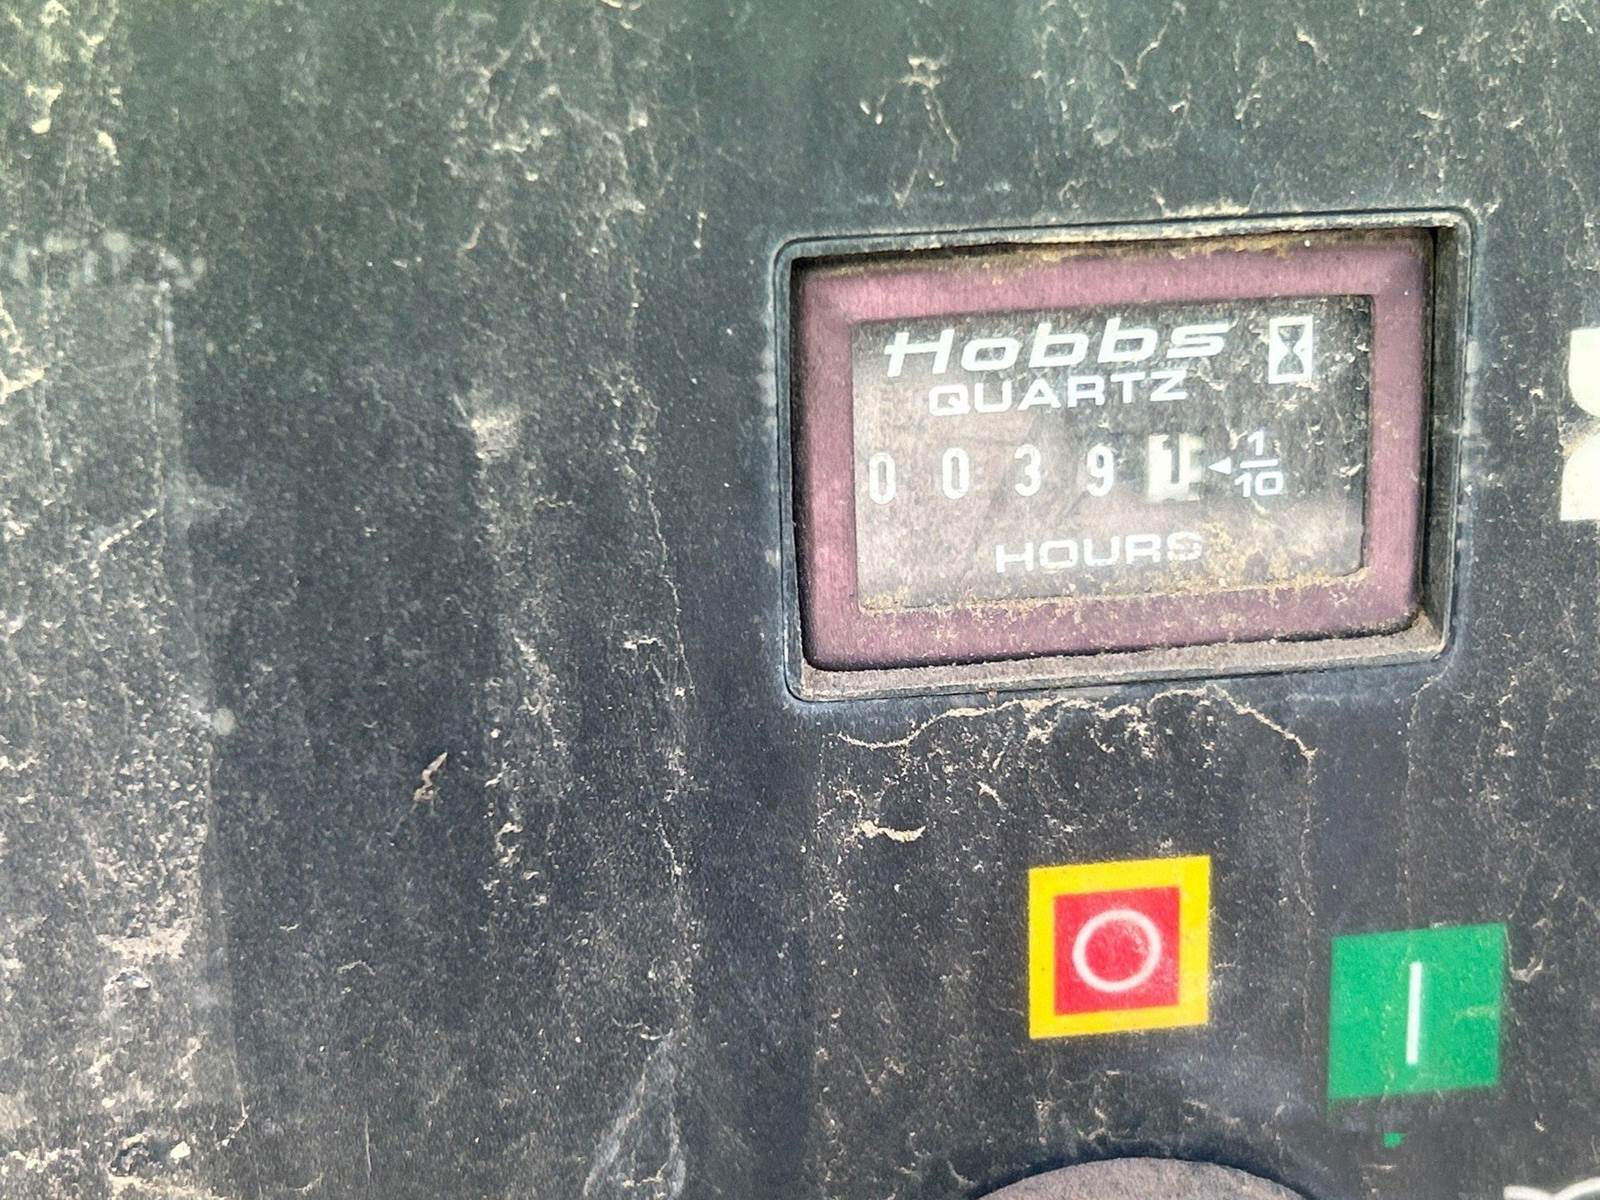 Hobbs
QUARTZ
0 0 3 9 1 ◄ 1/10
HOURS